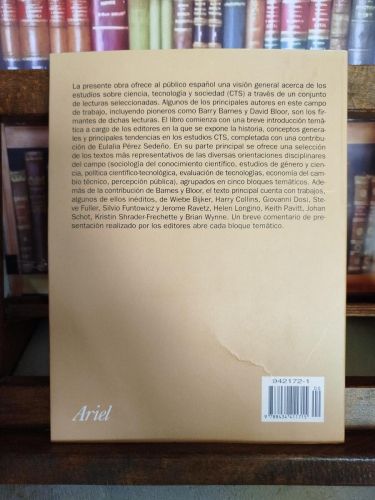 La presente obra ofrece al público español una visión general acerca de los
estudios sobre ciencia, tecnología y sociedad (CTS) a través de un conjunto
de lecturas seleccionadas. Algunos de los principales autores en este campo
de trabajo, incluyendo pioneros como Barry Barnes y David Bloor, son los fir-
mantes de dichas lecturas. El libro comienza con una breve introducción temá-
tica a cargo de los editores en la que se expone la historia, conceptos genera-
les y principales tendencias en los estudios CTS, completada con una contribu-
ción de Eulalia Pérez Sedeño. En su parte principal se ofrece una selección
de los textos más representativos de las diversas orientaciones disciplinares
del campo (sociología del conocimiento científico, estudios de género y cien-
cia, política científico-tecnológica, evaluación de tecnologías, economía del cam-
bio técnico, percepción pública), agrupados en cinco bloques temáticos. Ade-
más de la contribución de Barnes y Bloor, el texto principal cuenta con trabajos,
algunos de ellos inéditos, de Wiebe Bijker, Harry Collins, Giovanni Dosi, Ste-
ve Fuller, Silvio Funtowicz y Jerome Ravetz, Helen Longino, Keith Pavitt, Johan
Schot, Kristin Shrader-Frechette y Brian Wynne. Un breve comentario de pre-
sentación realizado por los editores abre cada bloque temático.
942172-1
Ariel